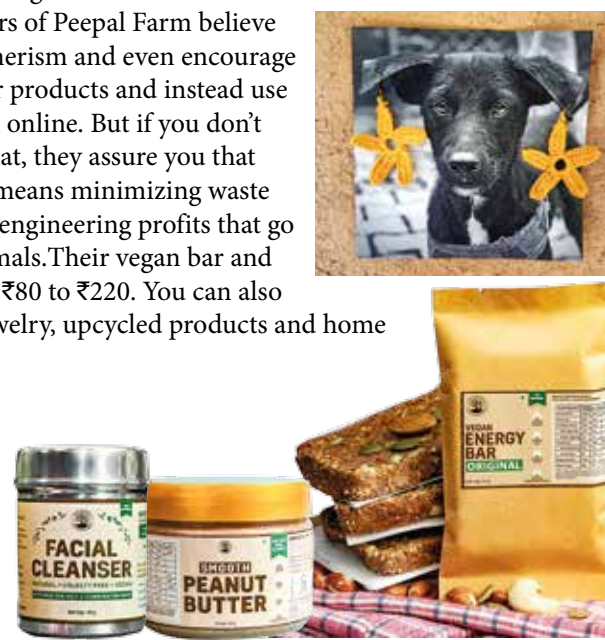 rs of Peepal Farm believe
nerism and even encourage
r products and instead use
online. But if you don't
at, they assure you that
means minimizing waste
engineering profits that go
nals.Their vegan bar and
₹80 to ₹220. You can also
welry, upcycled products and home
VEGAN
ENERGY
BAR
ORIGINAL
FACIAL
CLEANSER
SMOOTH
PEANUT
BUTTER